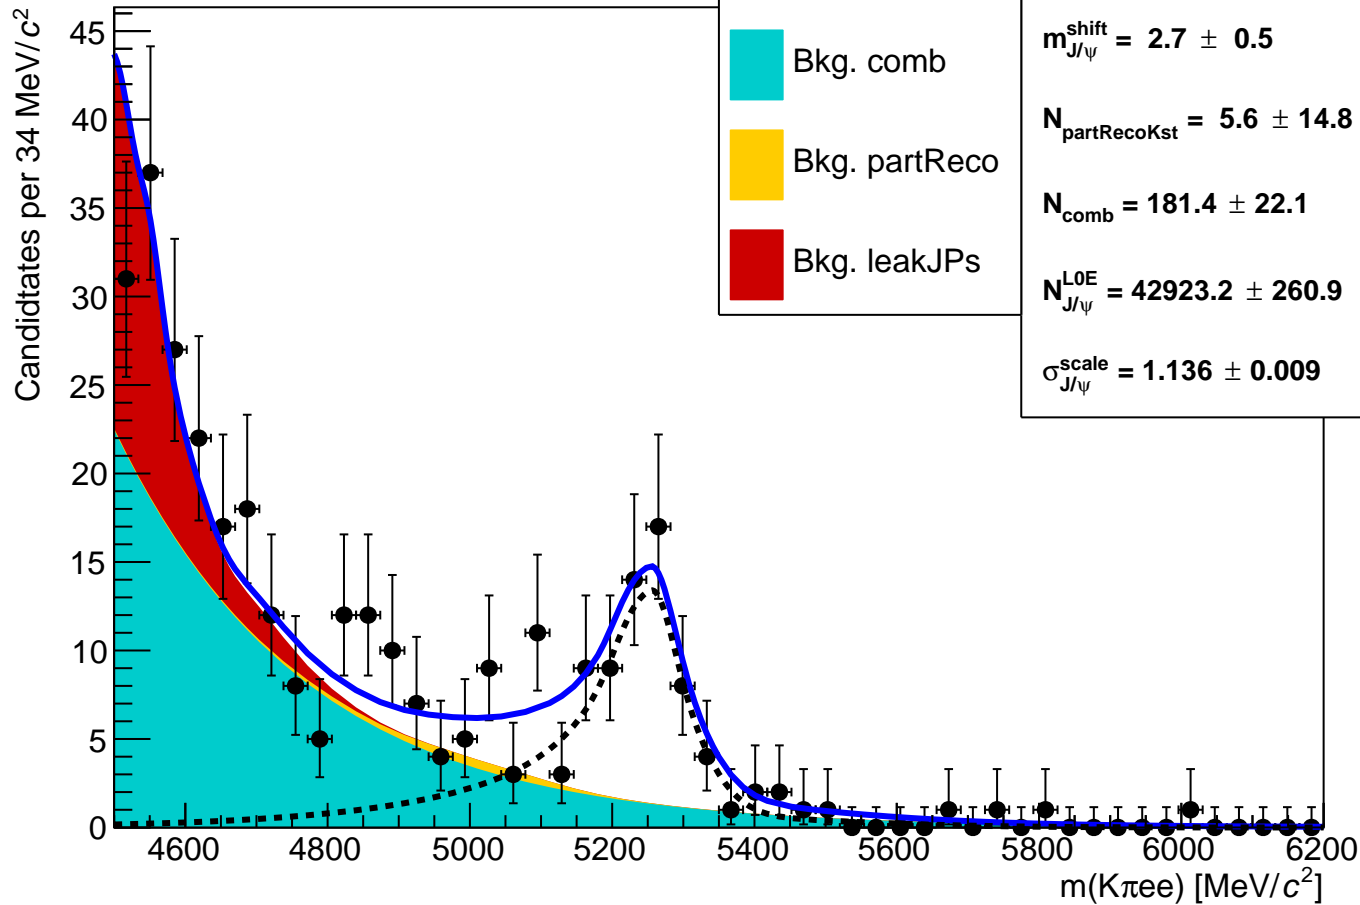 Candidtates per 34 MeV/c²
45
40
35
30
25
20
15
10
5
0
4600 4800 5000 5200 5400 5600 5800 6000 6200
m(Kπee) [MeV/c²]
Bkg. comb
Bkg. partReco
Bkg. leakJPs
m^shift_J/ψ = 2.7 ± 0.5
N_partRecoKst = 5.6 ± 14.8
N_comb = 181.4 ± 22.1
N^L0E_J/ψ = 42923.2 ± 260.9
σ^scale_J/ψ = 1.136 ± 0.009